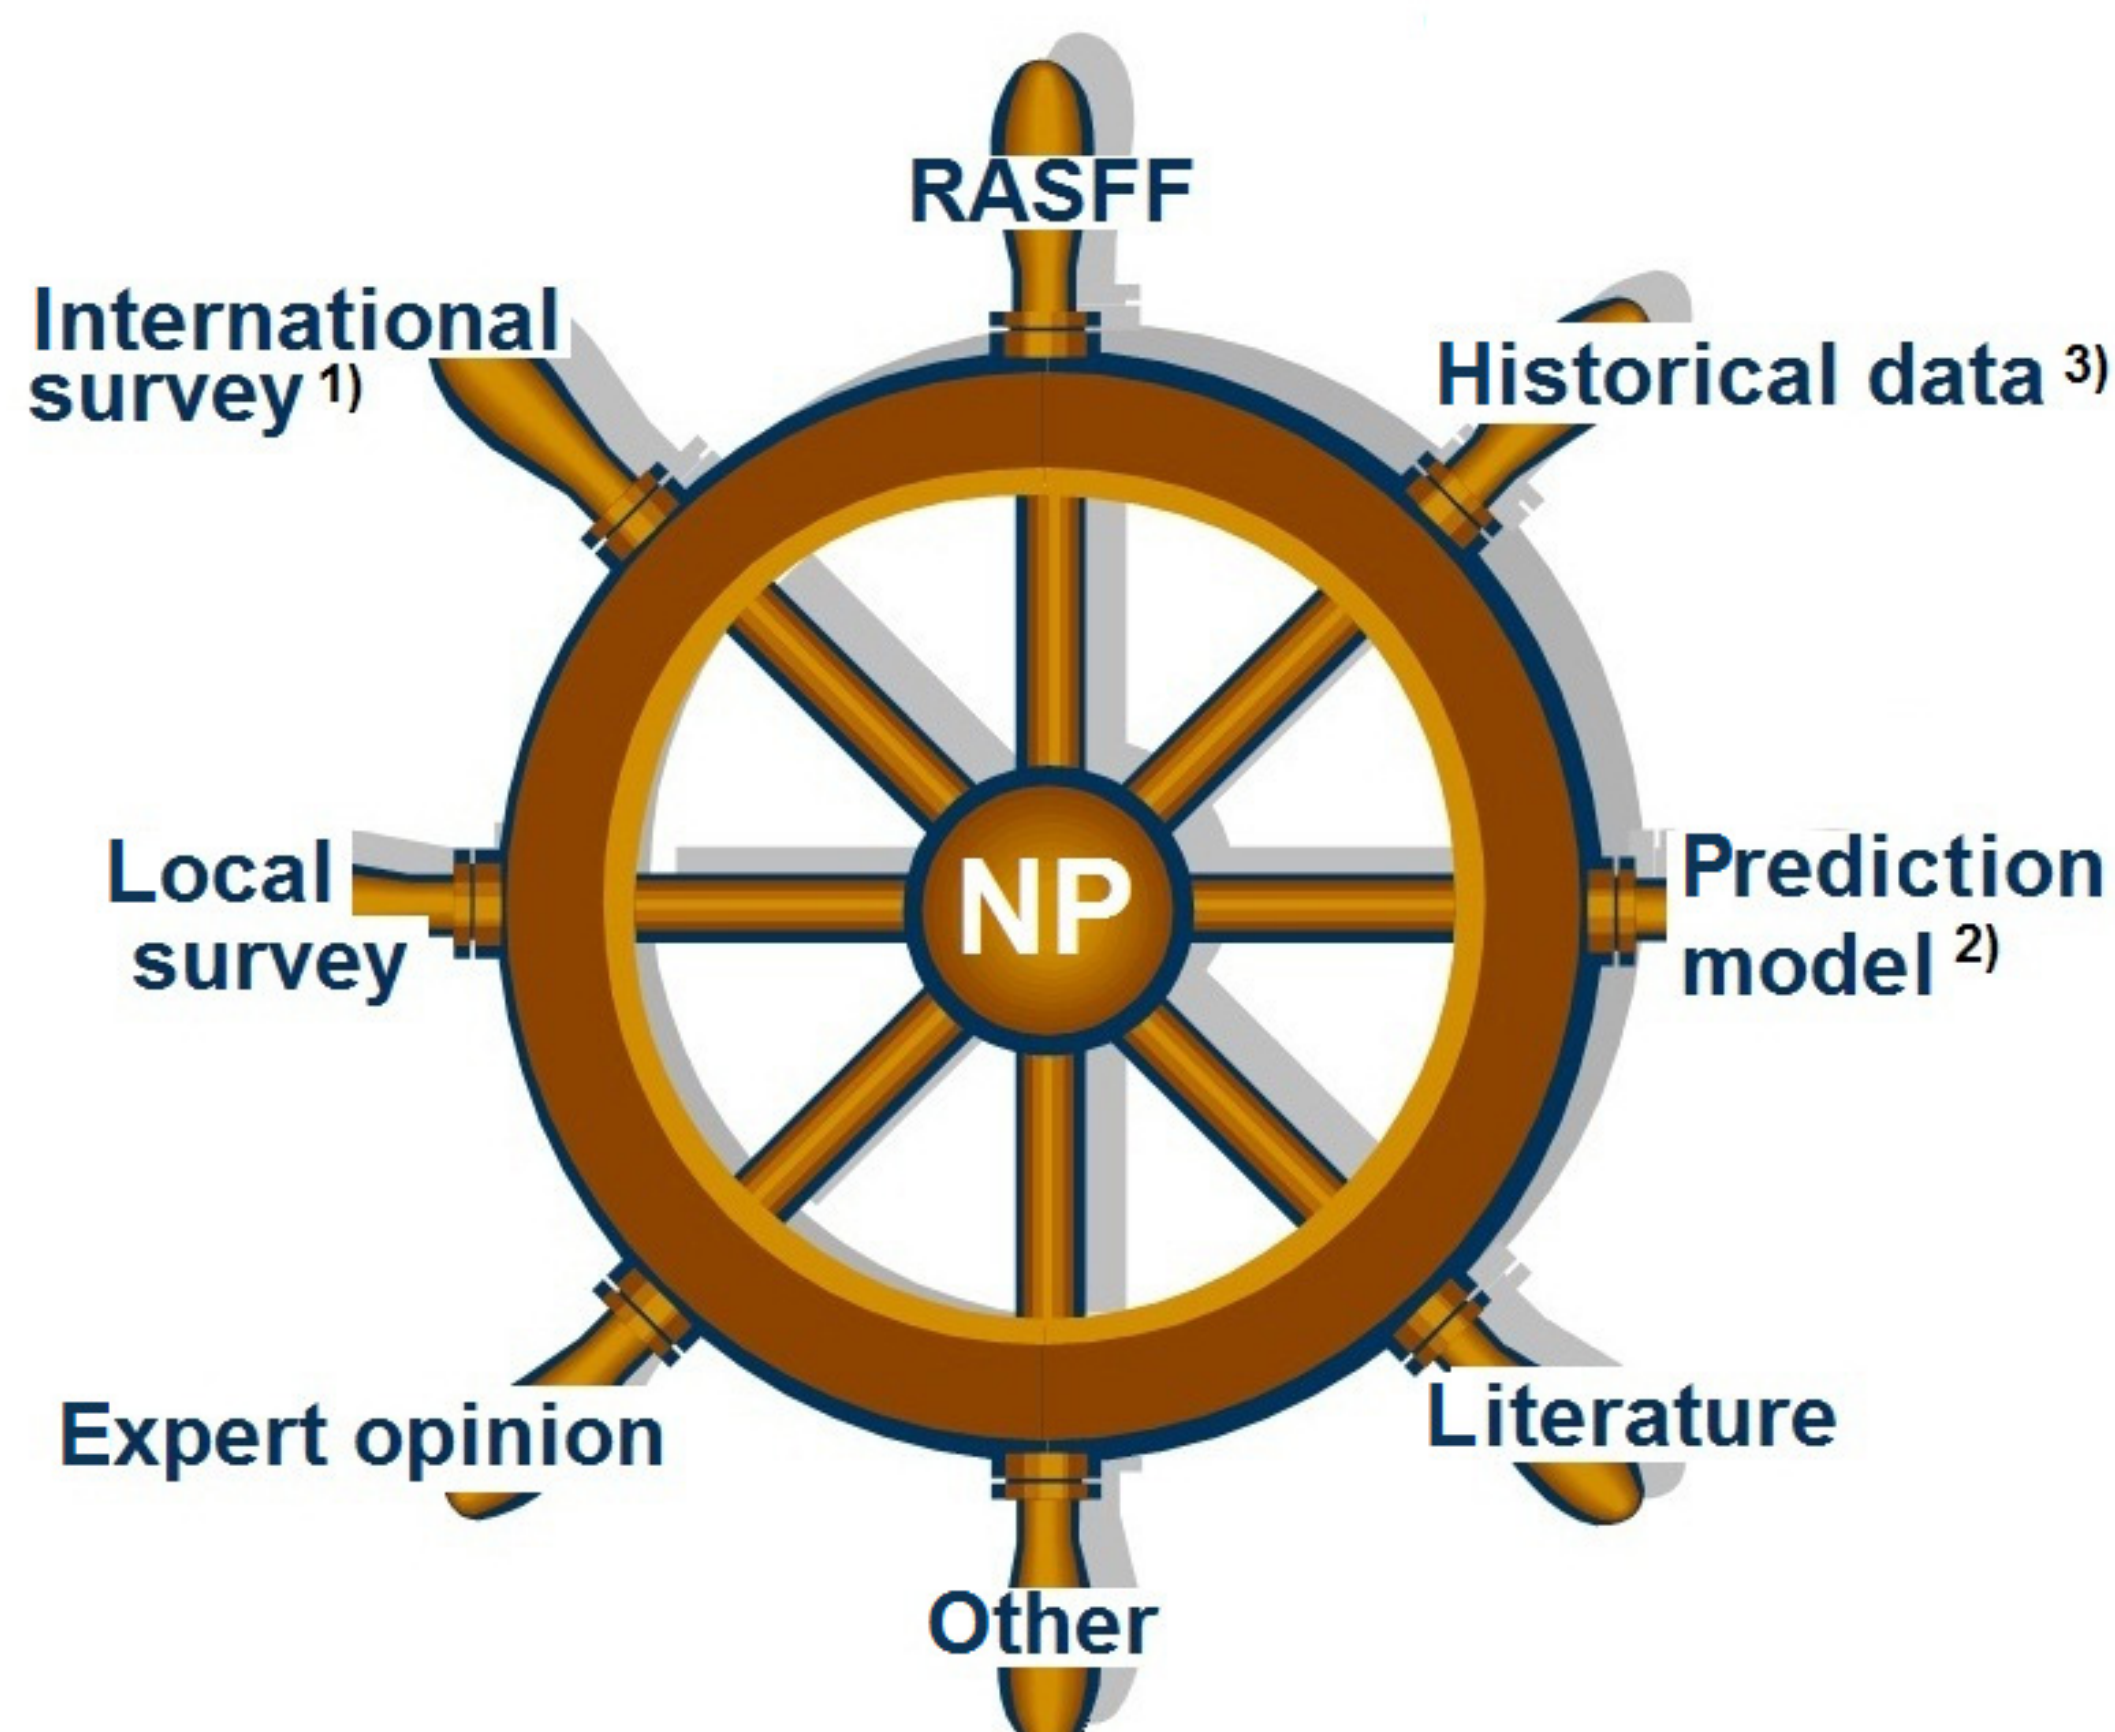 RASFF
International
survey 1)
Historical data 3)
Local
survey
NP
Prediction
model 2)
Expert opinion
Literature
Other